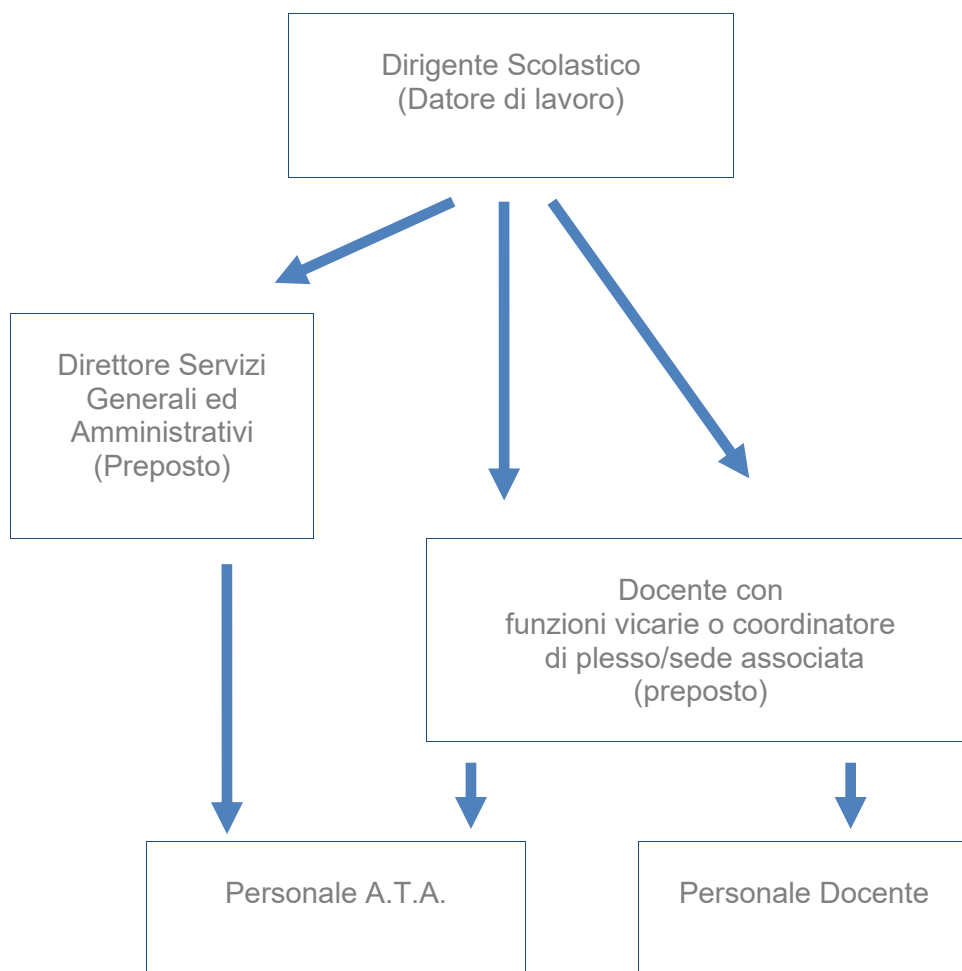 Dirigente Scolastico
(Datore di lavoro)
Direttore Servizi
Generali ed
Amministrativi
(Preposto)
Docente con
funzioni vicarie o coordinatore
di plesso/sede associata
(preposto)
Personale A.T.A.
Personale Docente